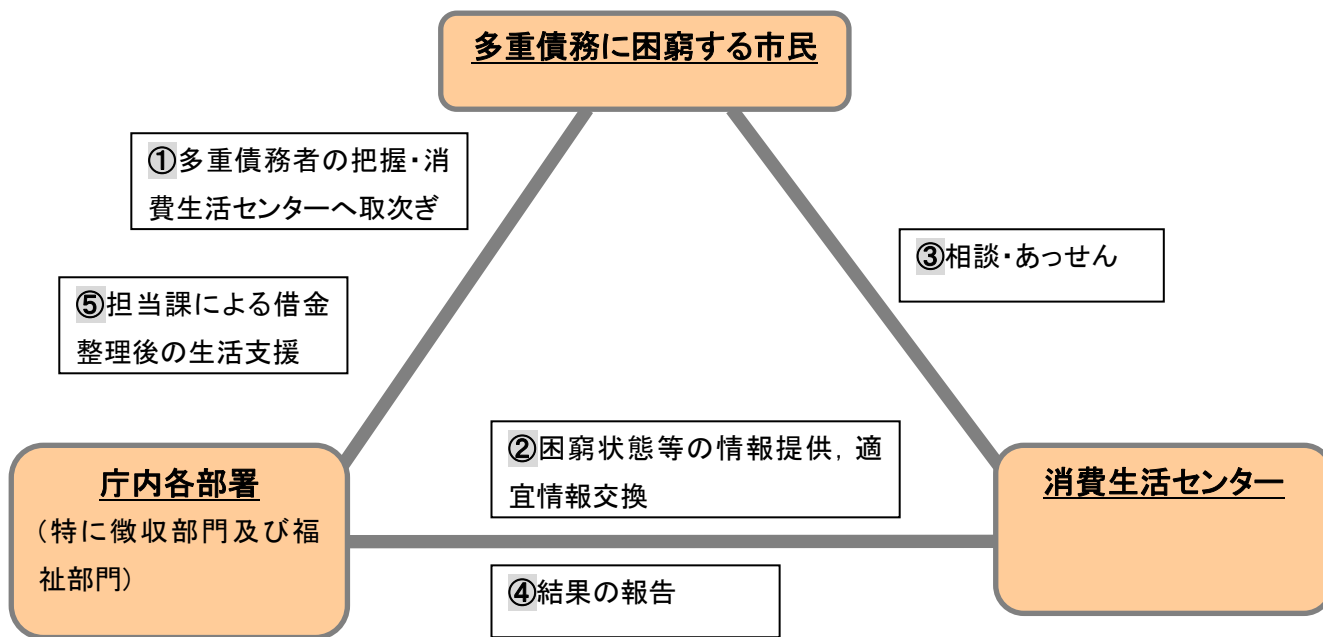 多重債務に困窮する市民
①多重債務者の把握・消
費生活センターへ取次ぎ
③相談・あっせん
⑤担当課による借金
整理後の生活支援
②困窮状態等の情報提供，適
宜情報交換
庁内各部署
（特に徴収部門及び福
祉部門）
消費生活センター
④結果の報告